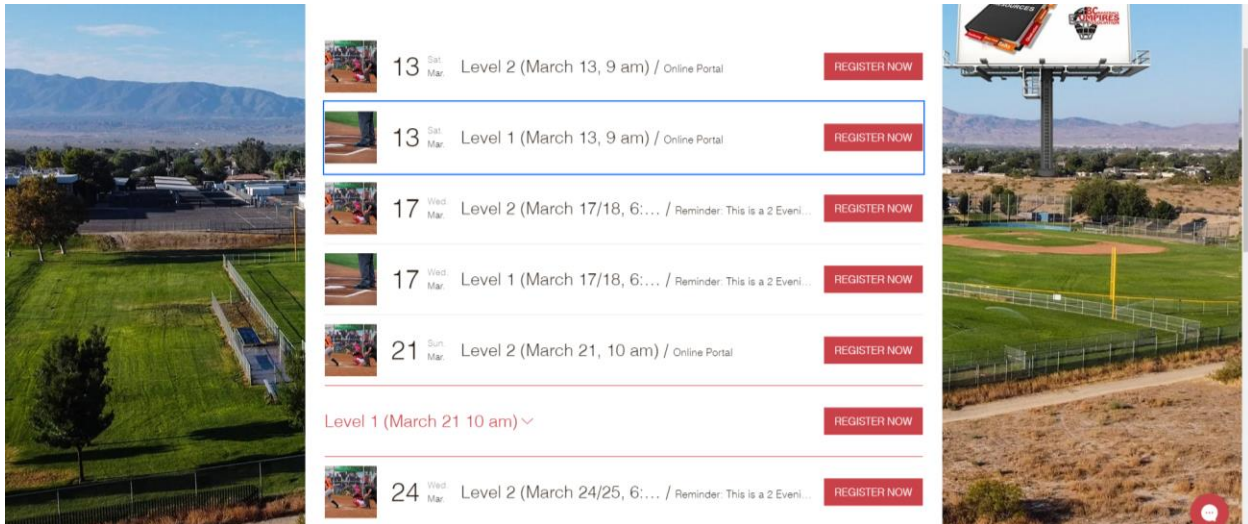 RESOURCES
BC
UMPIRES
13 Sat. Mar. Level 2 (March 13, 9 am) / Online Portal REGISTER NOW
13 Sat. Mar. Level 1 (March 13, 9 am) / Online Portal REGISTER NOW
17 Wed. Mar. Level 2 (March 17/18, 6:… / Reminder: This is a 2 Eveni… REGISTER NOW
17 Wed. Mar. Level 1 (March 17/18, 6:… / Reminder: This is a 2 Eveni… REGISTER NOW
21 Sun. Mar. Level 2 (March 21, 10 am) / Online Portal REGISTER NOW
Level 1 (March 21 10 am) REGISTER NOW
24 Wed. Mar. Level 2 (March 24/25, 6:… / Reminder: This is a 2 Eveni… REGISTER NOW